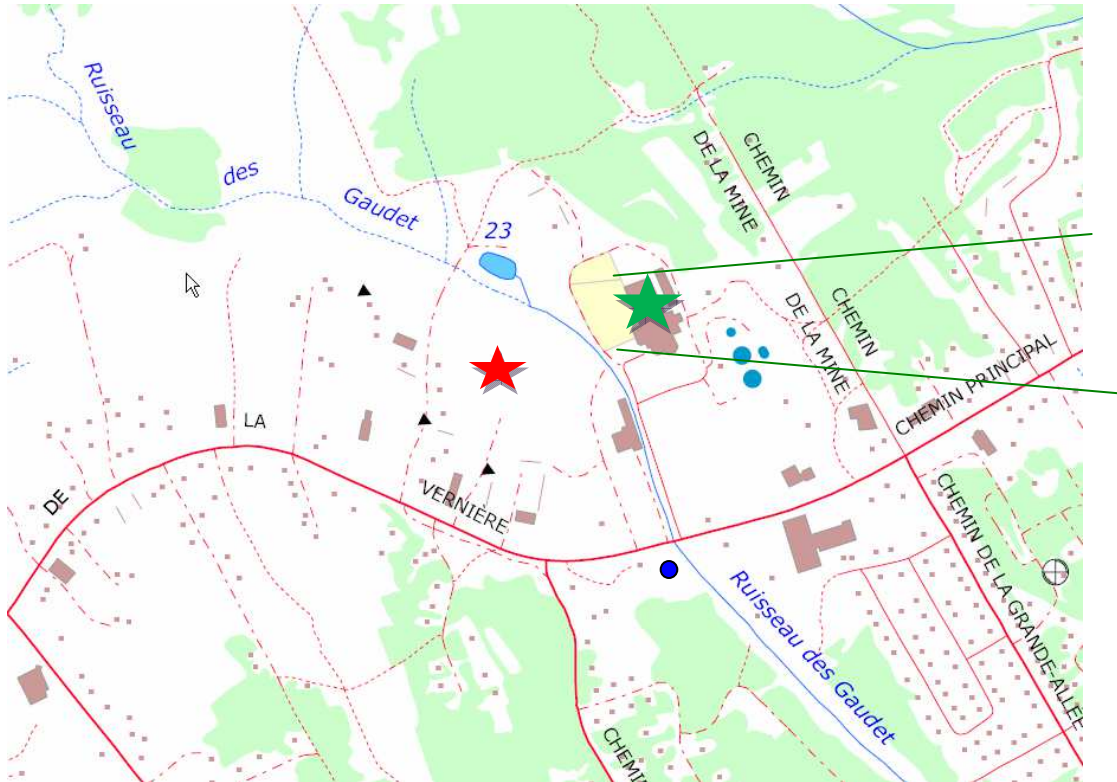 Ruisseau
des
Gaudet
23
CHEMIN
DE LA MINE
CHEMIN
DE LA MINE
CHEMIN PRINCIPAL
LA
DE
VERNIÈRE
CHEMIN DE LA GRANDE-ALLÉE
Ruisseau des Gaudet
CHEMIN